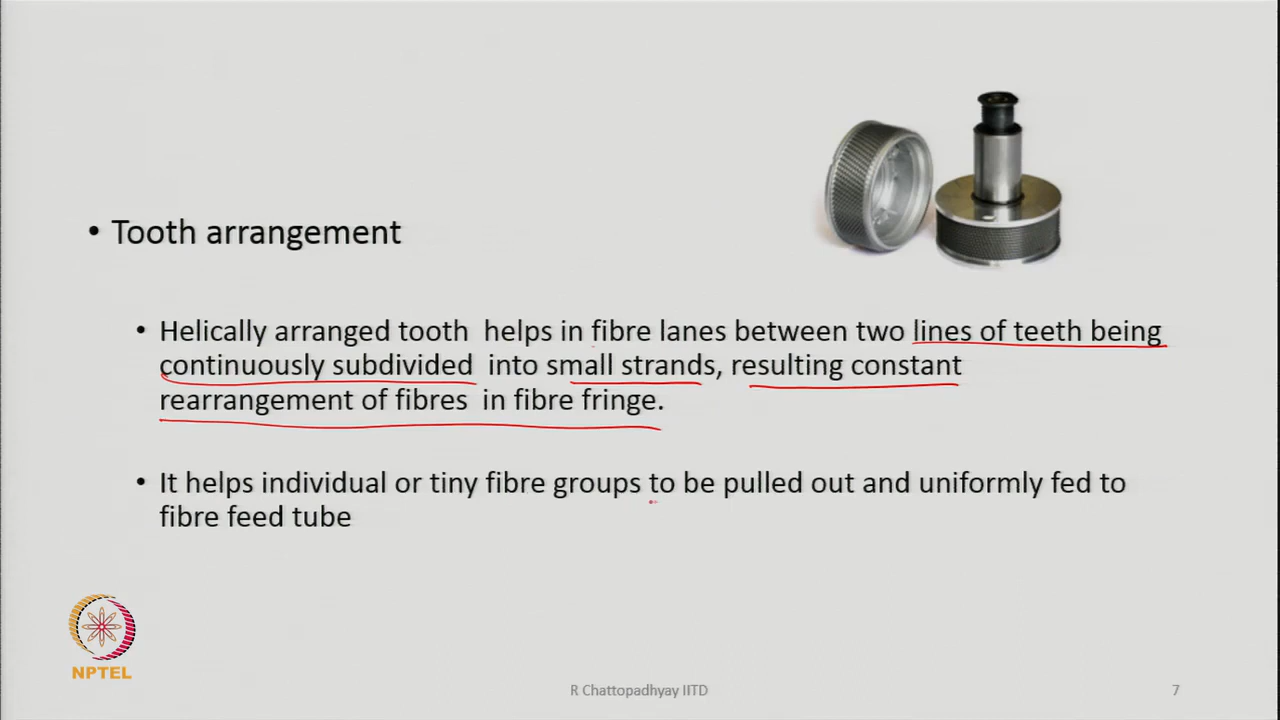 • Tooth arrangement
• Helically arranged tooth helps in fibre lanes between two lines of teeth being
continuously subdivided into small strands, resulting constant
rearrangement of fibres in fibre fringe.
• It helps individual or tiny fibre groups to be pulled out and uniformly fed to
fibre feed tube
NPTEL
R Chattopadhyay IITD
7